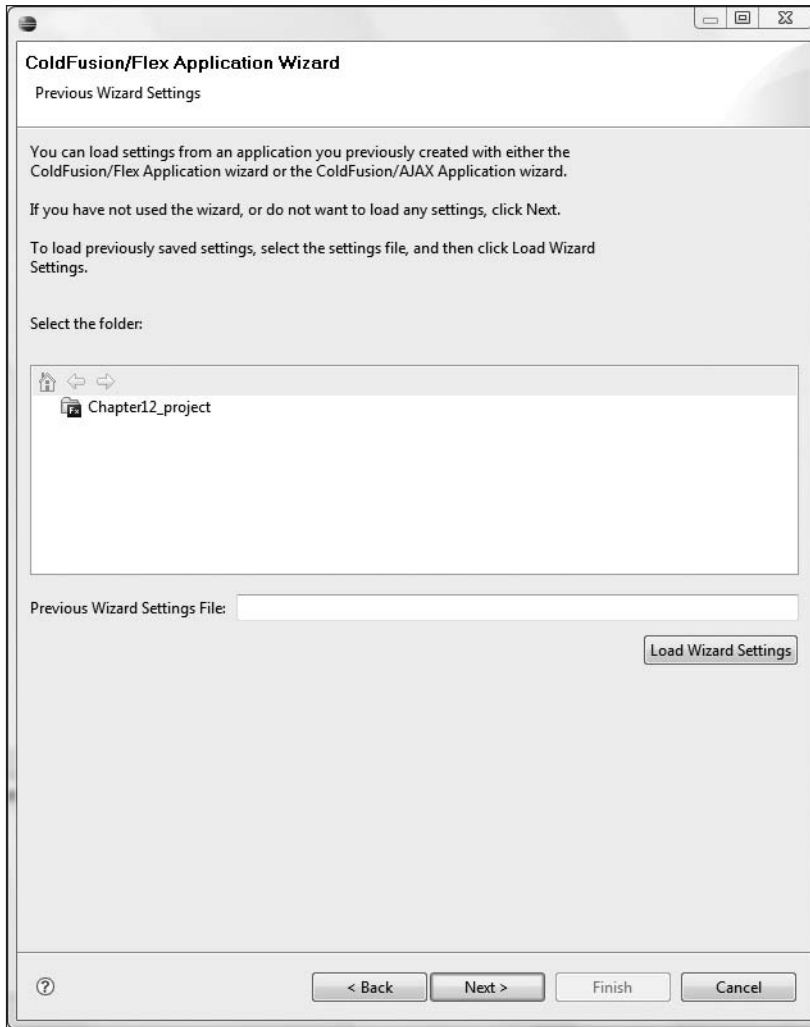 ColdFusion/Flex Application Wizard
Previous Wizard Settings
You can load settings from an application you previously created with either the
ColdFusion/Flex Application wizard or the ColdFusion/AJAX Application wizard.
If you have not used the wizard, or do not want to load any settings, click Next.
To load previously saved settings, select the settings file, and then click Load Wizard
Settings.
Select the folder:
Fx Chapter12_project
Previous Wizard Settings File:
Load Wizard Settings
? < Back Next > Finish Cancel